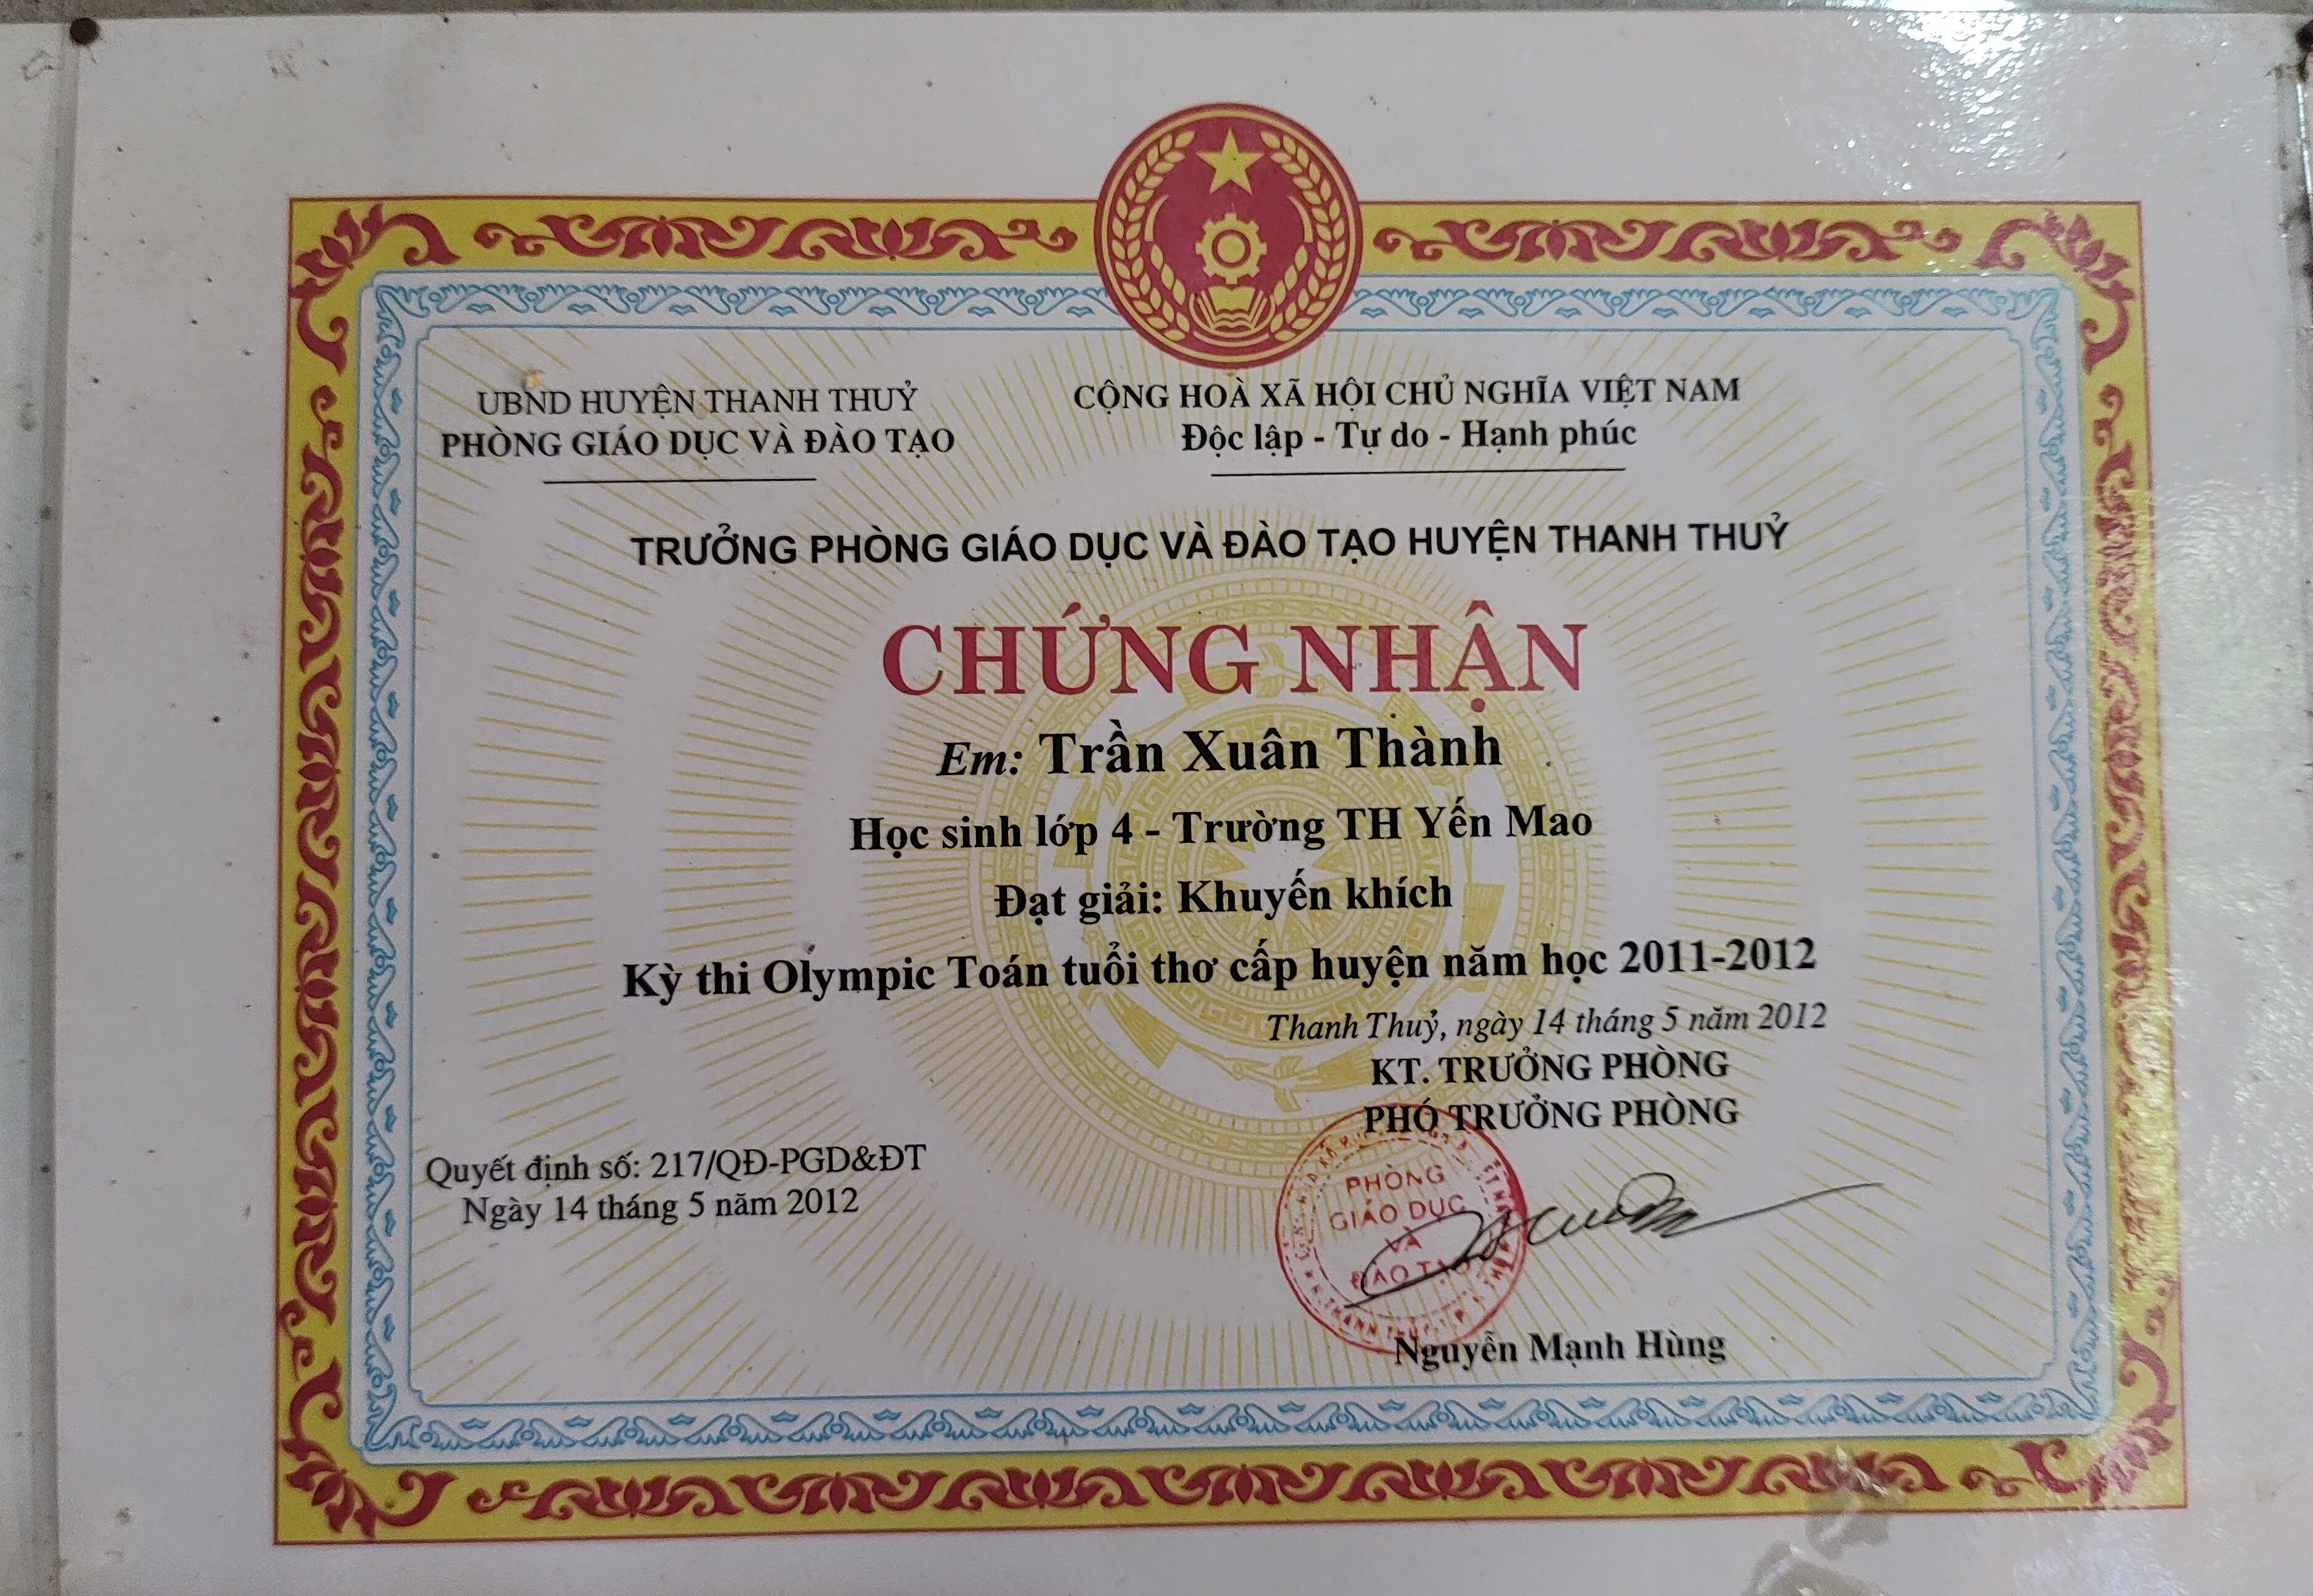 UBND HUYỆN THANH THUỶ
PHÒNG GIÁO DỤC VÀ ĐÀO TẠO
CỘNG HOÀ XÃ HỘI CHỦ NGHĨA VIỆT NAM
Độc lập - Tự do - Hạnh phúc
TRƯỞNG PHÒNG GIÁO DỤC VÀ ĐÀO TẠO HUYỆN THANH THUỶ
CHỨNG NHẬN
Em: Trần Xuân Thành
Học sinh lớp 4 - Trường TH Yến Mao
Đạt giải: Khuyến khích
Kỳ thi Olympic Toán tuổi thơ cấp huyện năm học 2011-2012
Thanh Thuỷ, ngày 14 tháng 5 năm 2012
KT. TRƯỞNG PHÒNG
PHÓ TRƯỞNG PHÒNG
Quyết định số: 217/QĐ-PGD&ĐT
Ngày 14 tháng 5 năm 2012
PHÒNG
GIÁO DỤC
VÀ
ĐÀO TẠO
Nguyễn Mạnh Hùng